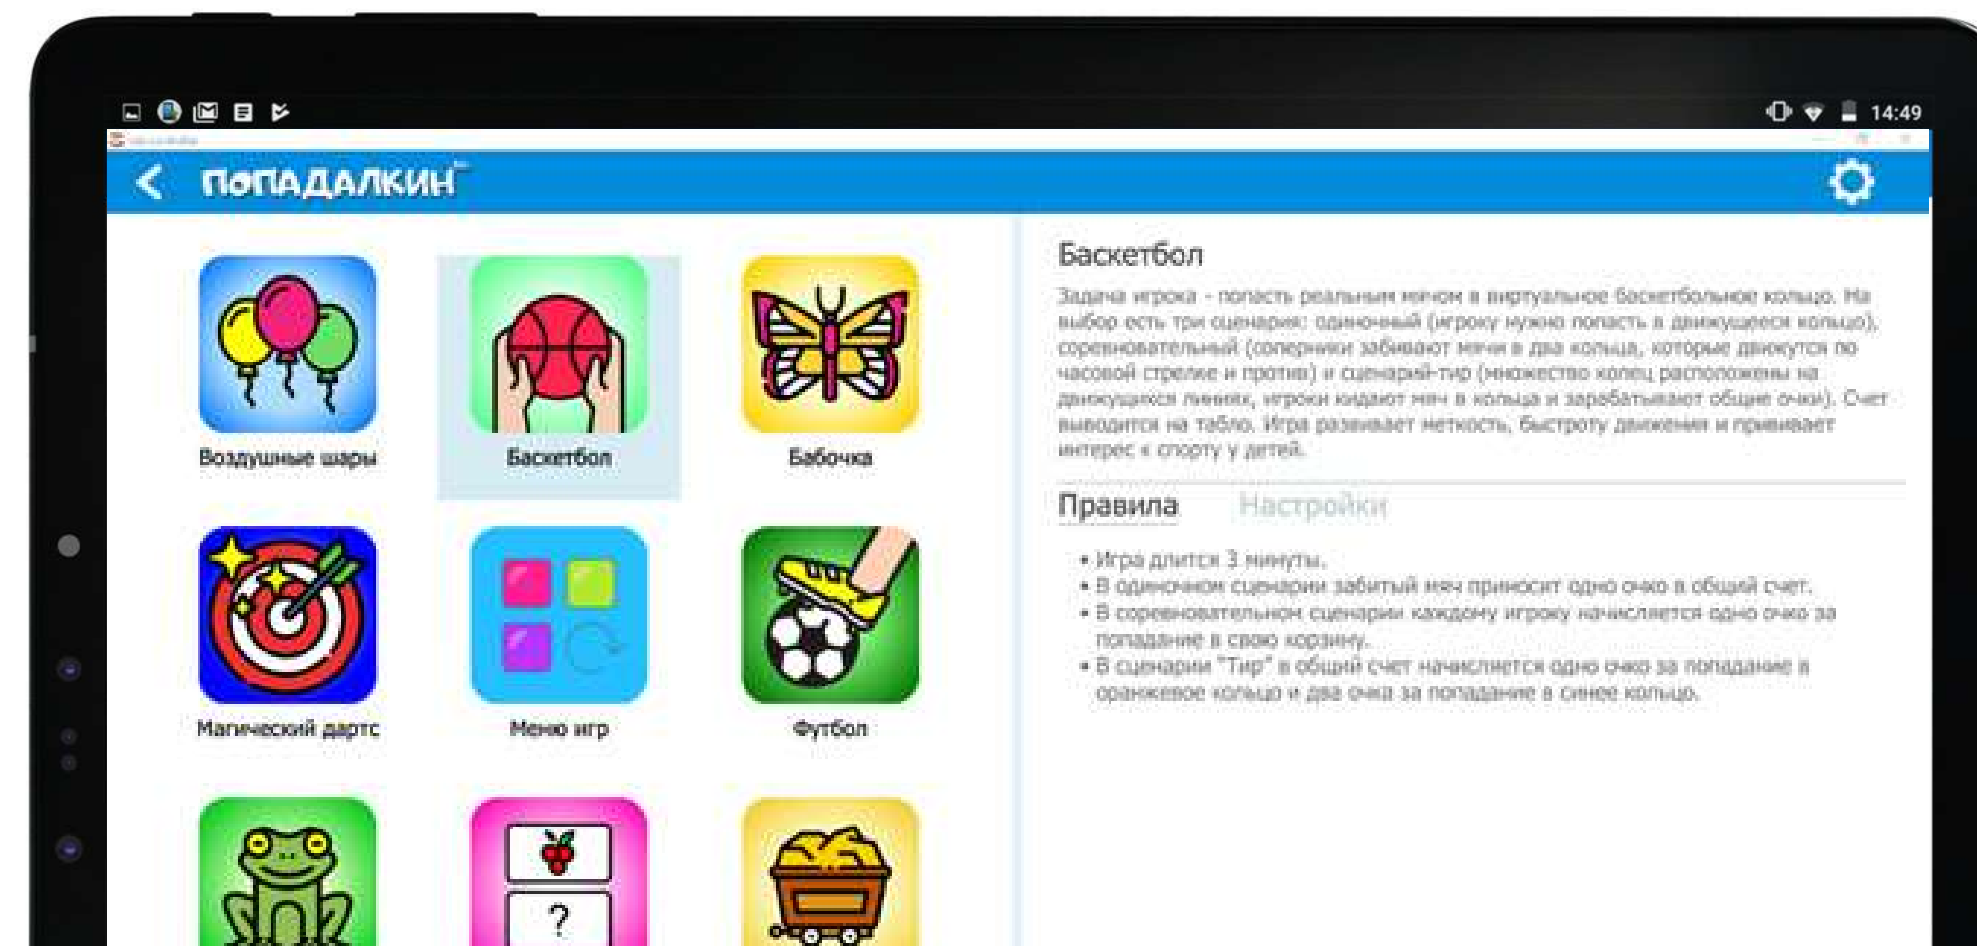 14:49
ПОПАДАЛКИН
Воздушные шары
Баскетбол
Бабочка
Магический дартс
Меню игр
Футбол
?
Баскетбол
Задача игрока - попасть реальным мячом в виртуальное баскетбольное кольцо. На
выбор есть три сценария: одиночный (игроку нужно попасть в движущееся кольцо),
соревновательный (соперники забивают мячи в два кольца, которые движутся по
часовой стрелке и против) и сценарий-тир (множество колец расположены на
движущихся линиях, игроки кидают мяч в кольца и зарабатывают общие очки). Счет
выводится на табло. Игра развивает меткость, быстроту движения и прививает
интерес к спорту у детей.
Правила Настройки
• Игра длится 3 минуты.
• В одиночном сценарии забитый мяч приносит одно очко в общий счет.
• В соревновательном сценарии каждому игроку начисляется одно очко за
попадание в свою корзину.
• В сценарии "Тир" в общий счет начисляется одно очко за попадание в
оранжевое кольцо и два очка за попадание в синее кольцо.